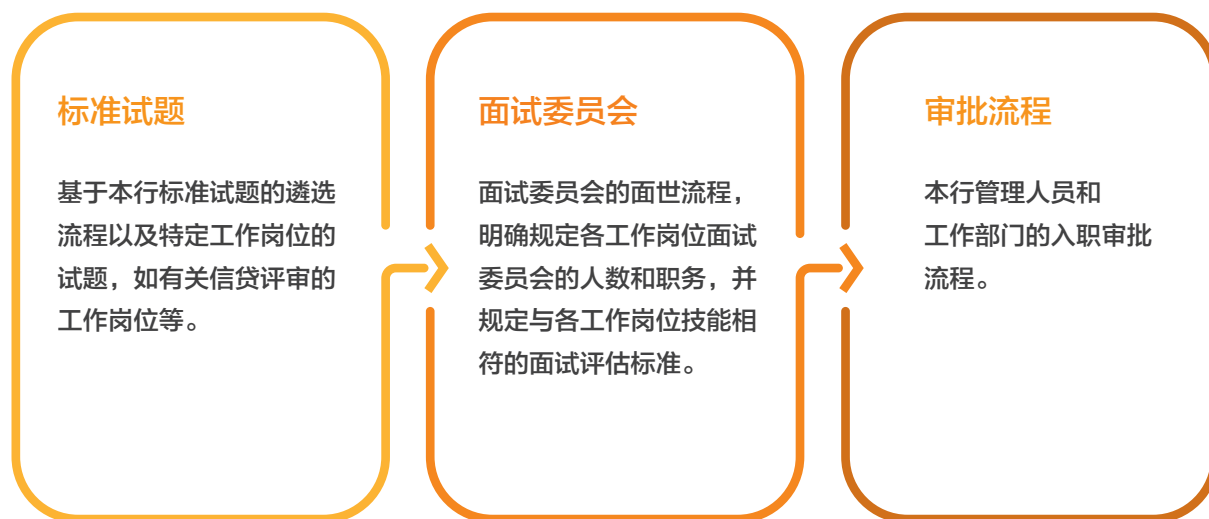 标准试题
基于本行标准试题的遴选
流程以及特定工作岗位的
试题，如有关信贷评审的
工作岗位等。
面试委员会
面试委员会的面世流程，
明确规定各工作岗位面试
委员会的人数和职务，并
规定与各工作岗位技能相
符的面试评估标准。
审批流程
本行管理人员和
工作部门的入职审批
流程。